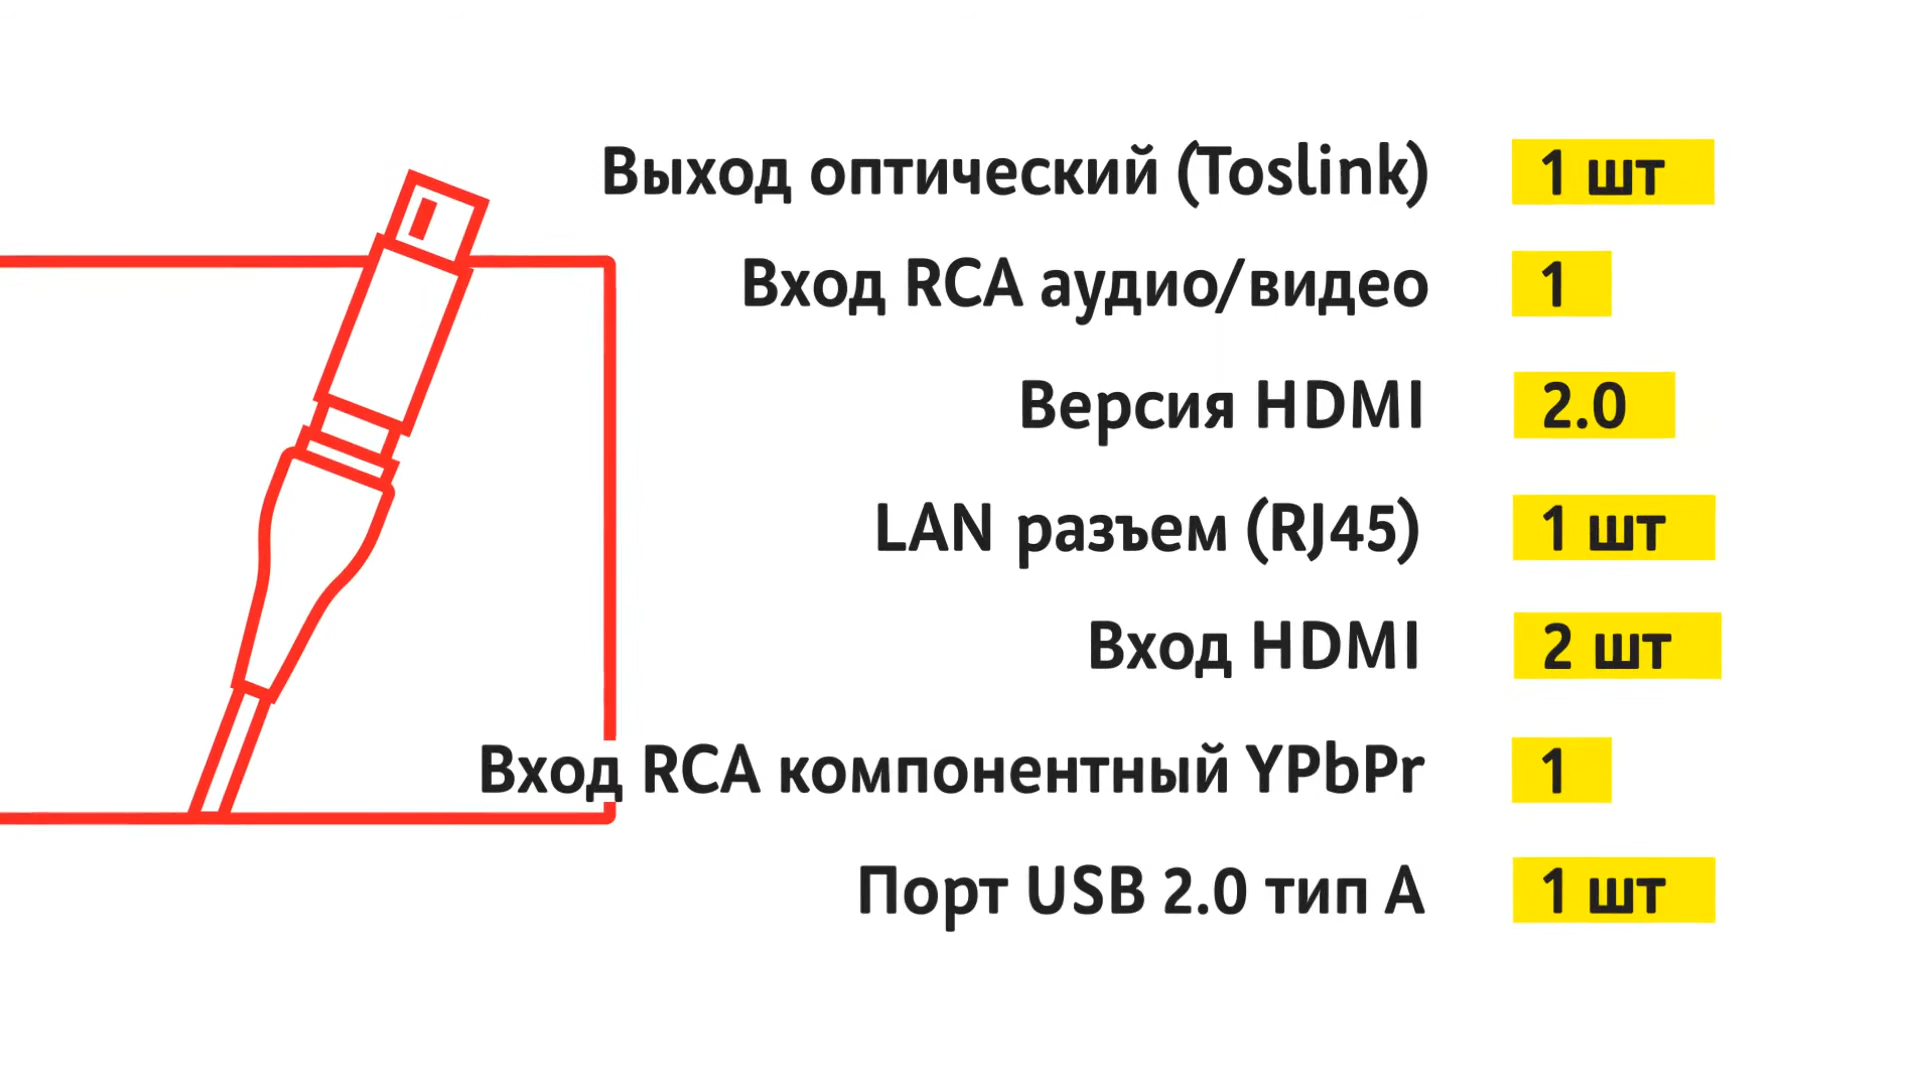 Выход оптический (Toslink) 1 шт
Вход RCA аудио/видео 1
Версия HDMI 2.0
LAN разъем (RJ45) 1 шт
Вход HDMI 2 шт
Вход RCA компонентный YPbPr 1
Порт USB 2.0 тип A 1 шт